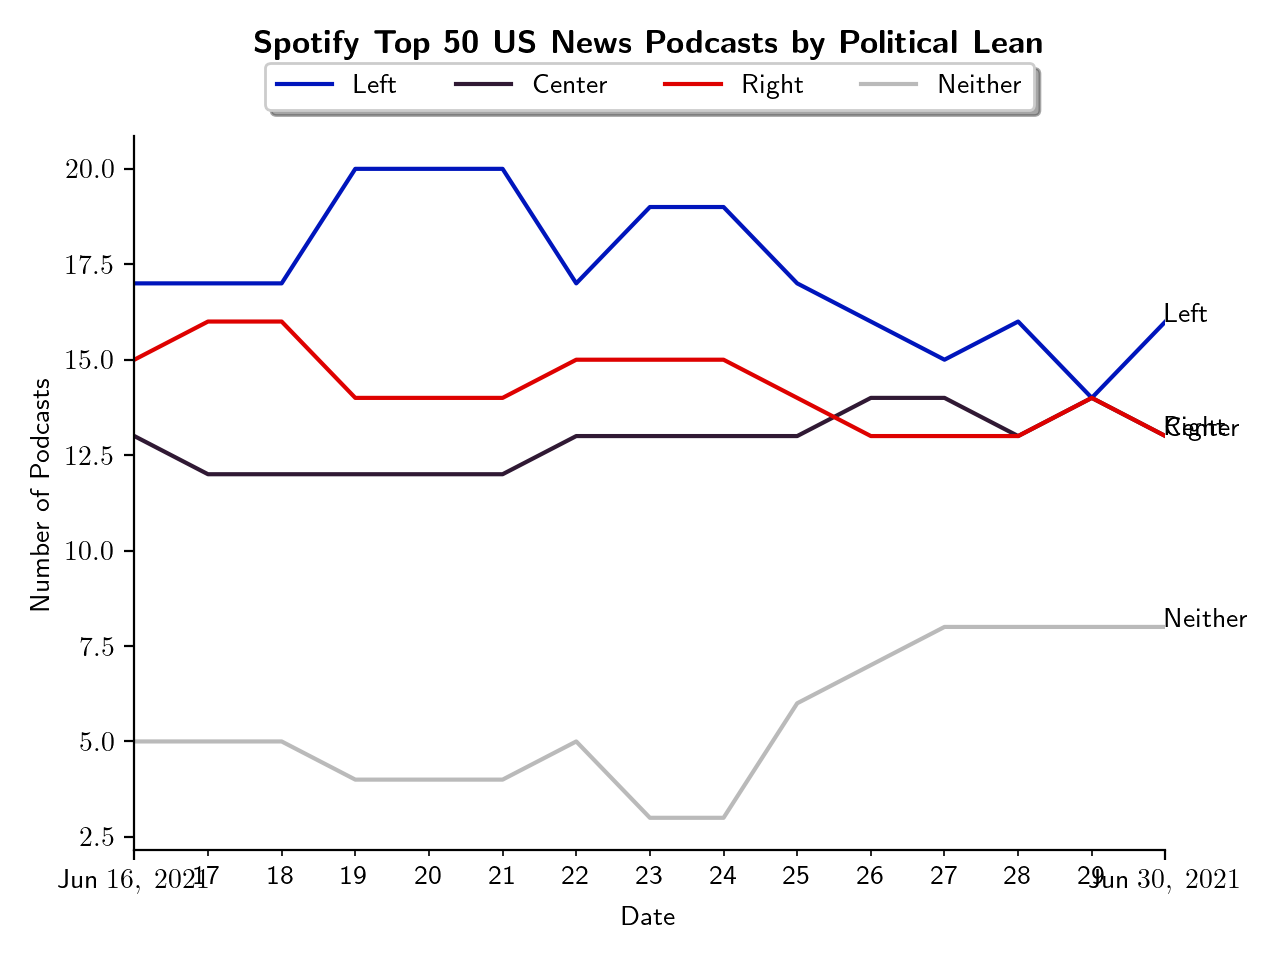 Spotify Top 50 US News Podcasts by Political Lean
Left Center Right Neither
20.0
17.5
15.0
12.5
10.0
7.5
5.0
2.5
Number of Podcasts
Left
Right
Center
Neither
Jun 16, 2021 17 18 19 20 21 22 23 24 25 26 27 28 29 Jun 30, 2021
Date